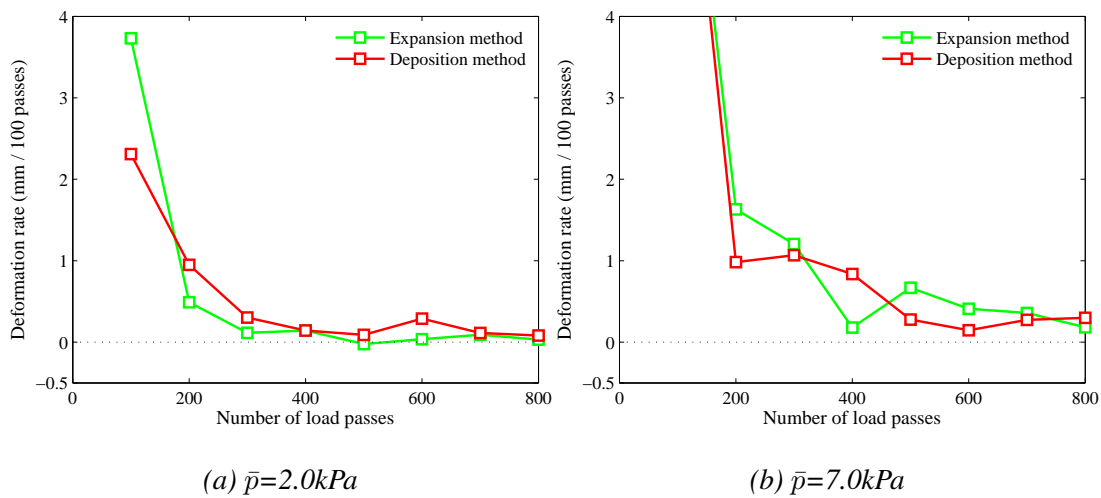 4
3
2
1
0
−0.5
0
200
400
600
800
Deformation rate (mm / 100 passes)
Number of load passes
Expansion method
Deposition method
(a) p̄=2.0kPa
4
3
2
1
0
−0.5
0
200
400
600
800
Deformation rate (mm / 100 passes)
Number of load passes
Expansion method
Deposition method
(b) p̄=7.0kPa